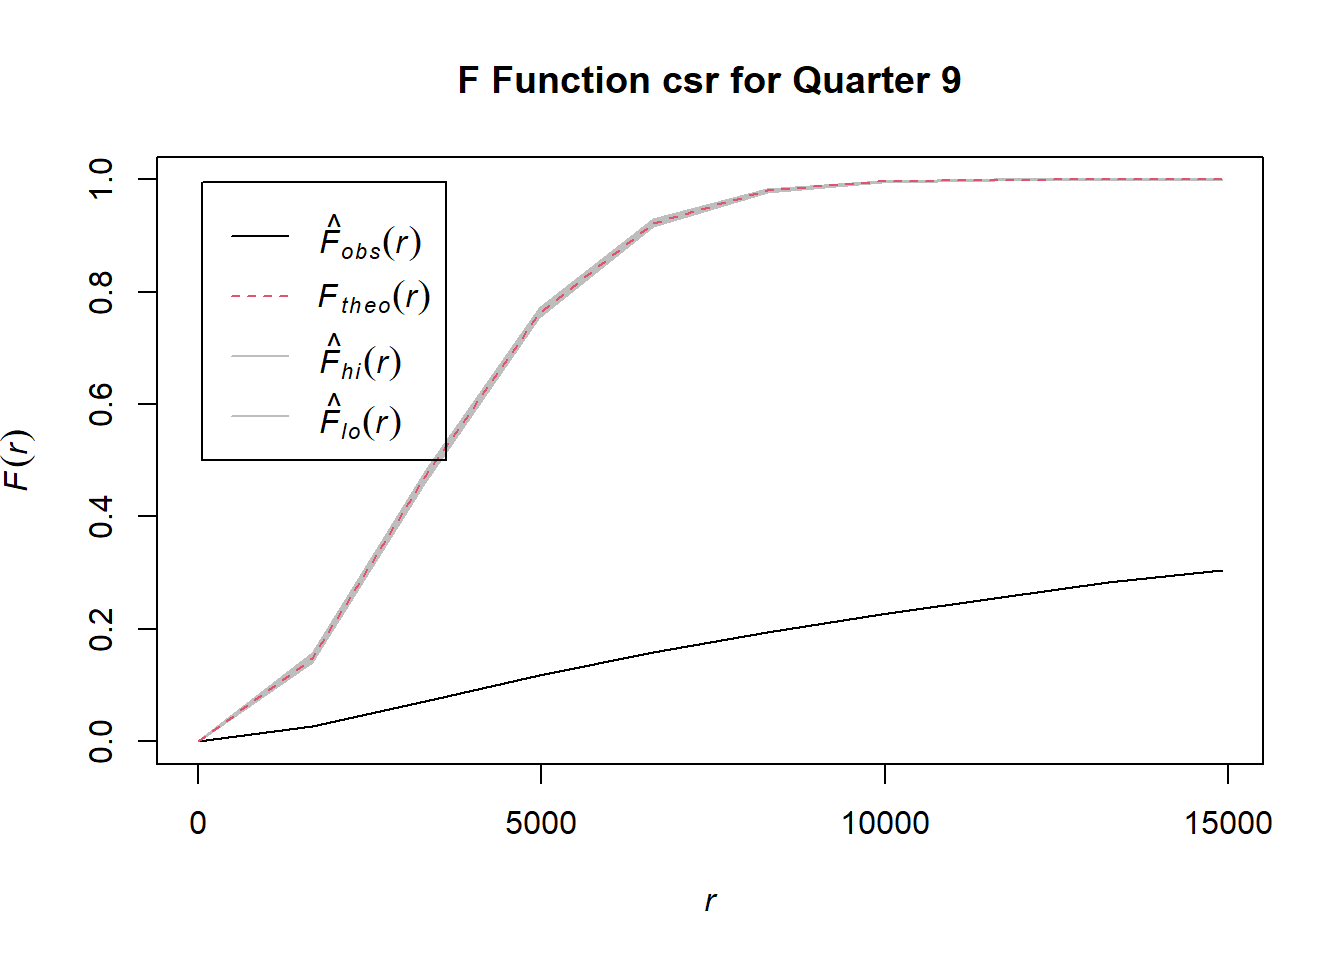 F Function csr for Quarter 9
F̂obs(r)
Ftheo(r)
F̂hi(r)
F̂lo(r)
F(r)
1.0
0.8
0.6
0.4
0.2
0.0
0 5000 10000 15000
r